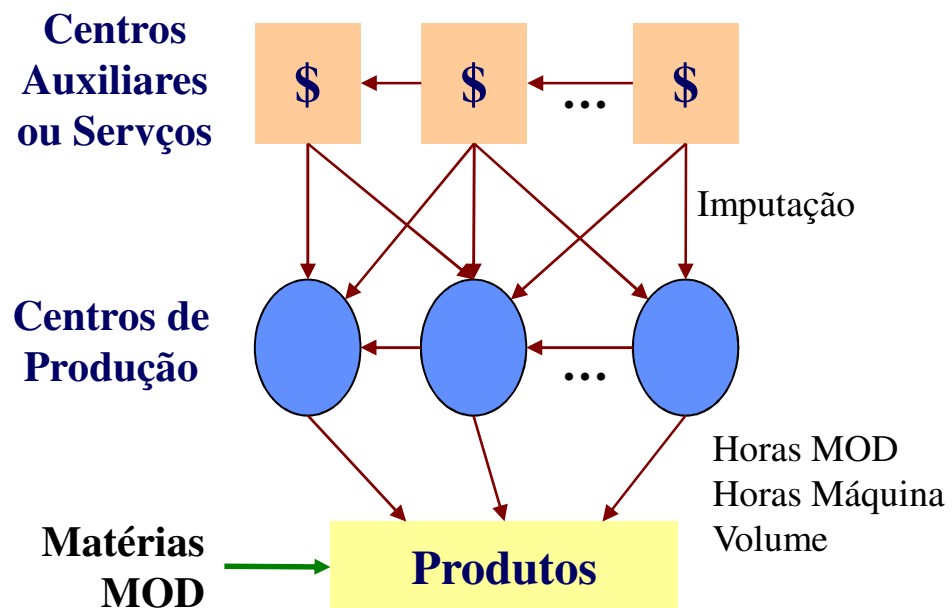 Centros
Auxiliares
ou Servços
$ $ ... $
Imputação
Centros de
Produção
...
Horas MOD
Horas Máquina
Volume
Matérias
MOD
Produtos